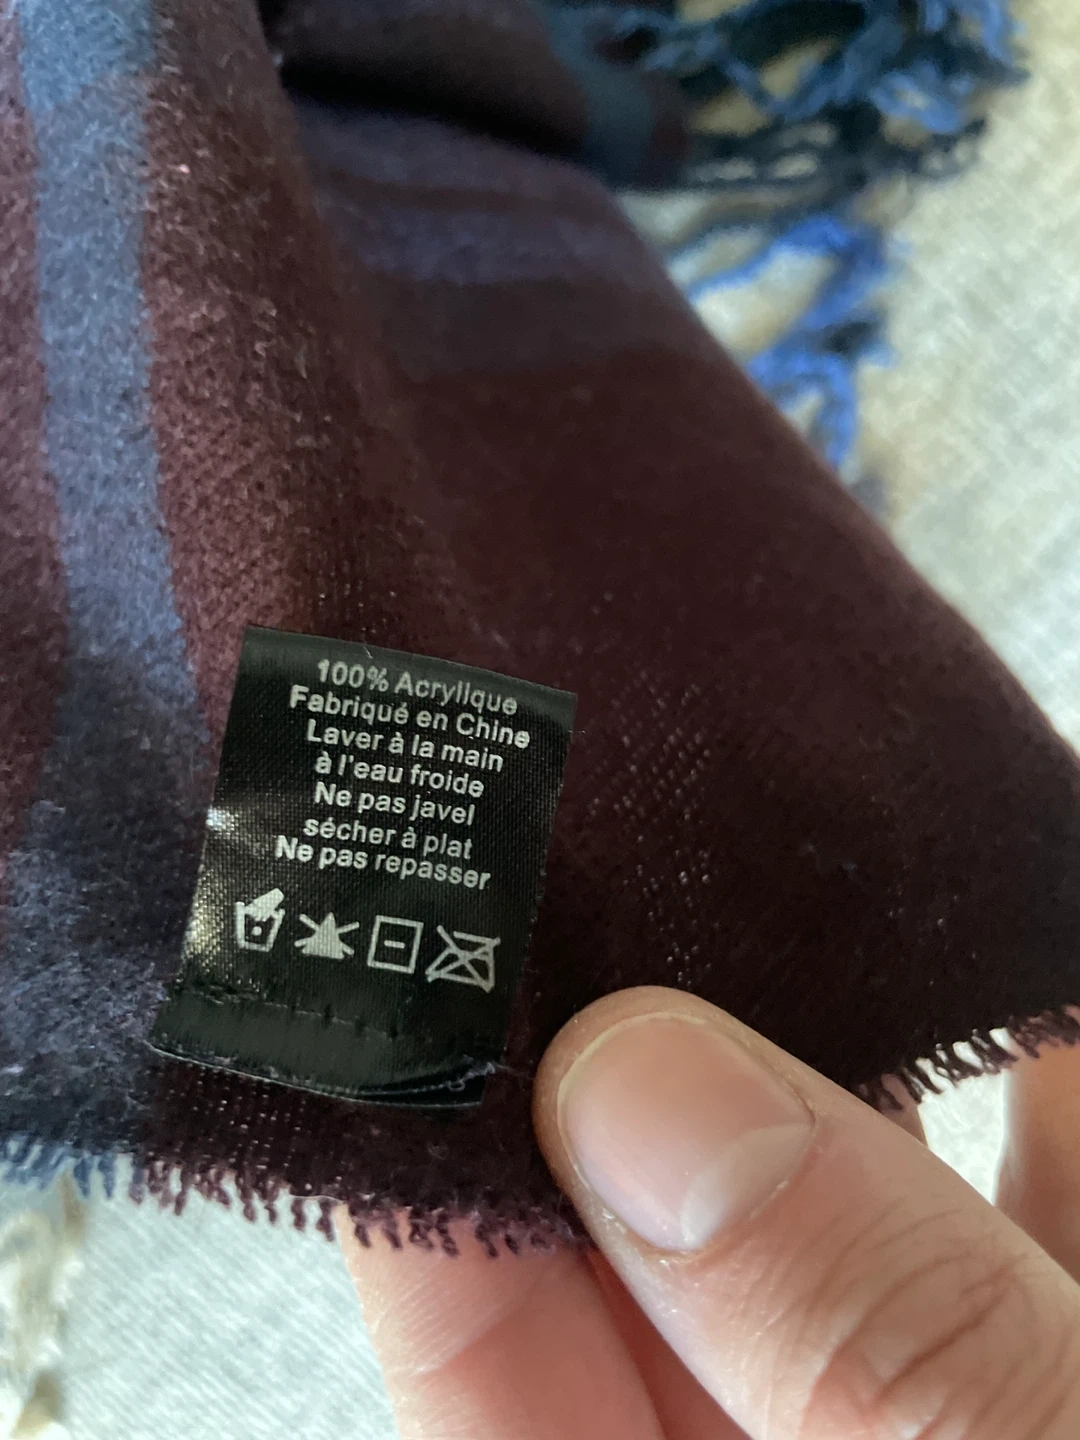 100% Acrylique
Fabriqué en Chine
Laver à la main
à l'eau froide
Ne pas javel
sécher à plat
Ne pas repasser